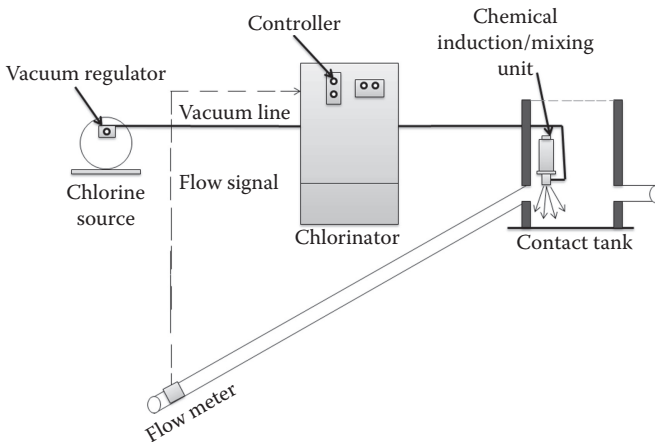 Controller
Chemical
induction/mixing
unit
Vacuum regulator
Vacuum line
Flow signal
Chlorine
source
Chlorinator
Contact tank
Flow meter